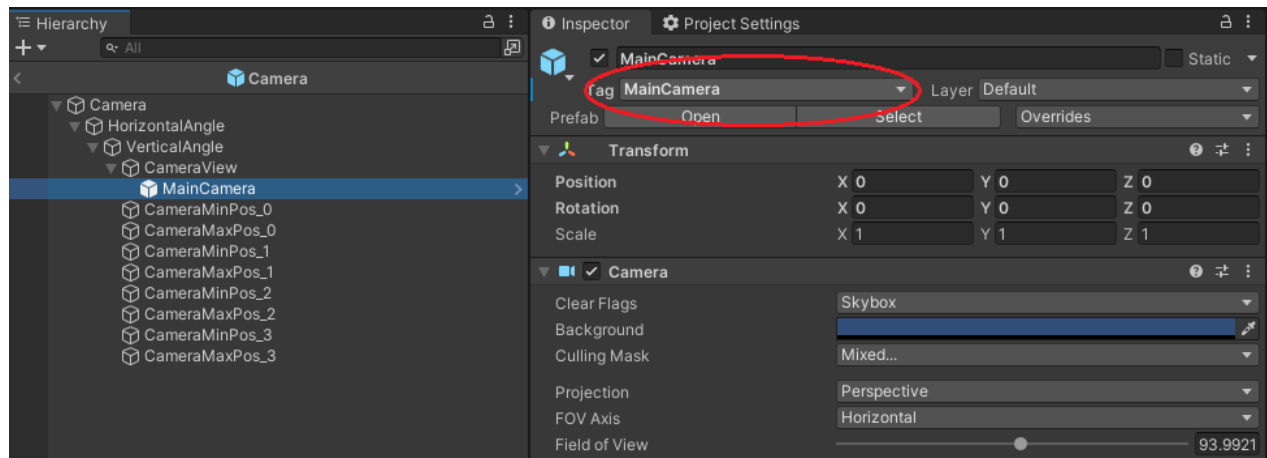 Hierarchy
All
Camera
Camera
HorizontalAngle
VerticalAngle
CameraView
MainCamera
CameraMinPos_0
CameraMaxPos_0
CameraMinPos_1
CameraMaxPos_1
CameraMinPos_2
CameraMaxPos_2
CameraMinPos_3
CameraMaxPos_3
Inspector Project Settings
MainCamera Static
Tag MainCamera Layer Default
Prefab Open Select Overrides
Transform
Position X 0 Y 0 Z 0
Rotation X 0 Y 0 Z 0
Scale X 1 Y 1 Z 1
Camera
Clear Flags Skybox
Background
Culling Mask Mixed...
Projection Perspective
FOV Axis Horizontal
Field of View 93.9921